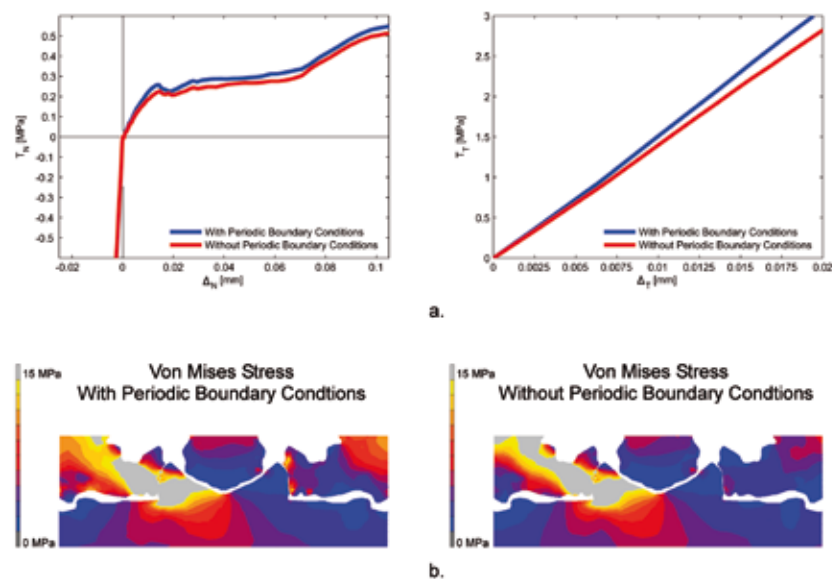 0.5
0.4
0.3
0.2
0.1
0
-0.1
-0.2
-0.3
-0.4
-0.5
T_N [MPa]
With Periodic Boundary Conditions
Without Periodic Boundary Conditions
-0.02 0 0.02 0.04 0.06 0.08 0.1
Δ_N [mm]
3
2.5
2
1.5
1
0.5
0
T_T [MPa]
With Periodic Boundary Conditions
Without Periodic Boundary Conditions
0 0.0025 0.005 0.0075 0.01 0.0125 0.015 0.0175 0.02
Δ_T [mm]
a.
15 MPa
Von Mises Stress
With Periodic Boundary Condtions
0 MPa
15 MPa
Von Mises Stress
Without Periodic Boundary Condtions
0 MPa
b.